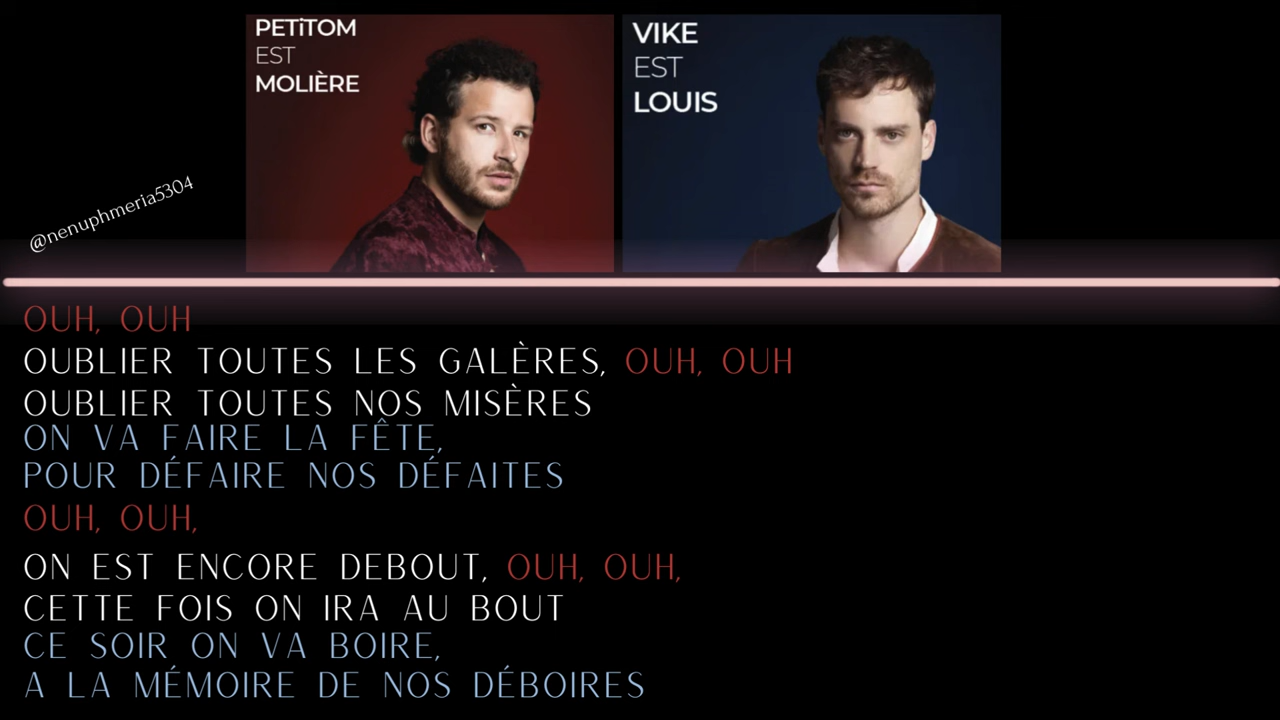 PETiTOM
EST
MOLIÈRE
VIKE
EST
LOUIS
@nenuphmeria5304
OUH, OUH
OUBLIER TOUTES LES GALÈRES, OUH, OUH
OUBLIER TOUTES NOS MISÈRES
ON VA FAIRE LA FÊTE,
POUR DÉFAIRE NOS DÉFAITES
OUH, OUH,
ON EST ENCORE DEBOUT, OUH, OUH,
CETTE FOIS ON IRA AU BOUT
CE SOIR ON VA BOIRE,
A LA MÉMOIRE DE NOS DÉBOIRES